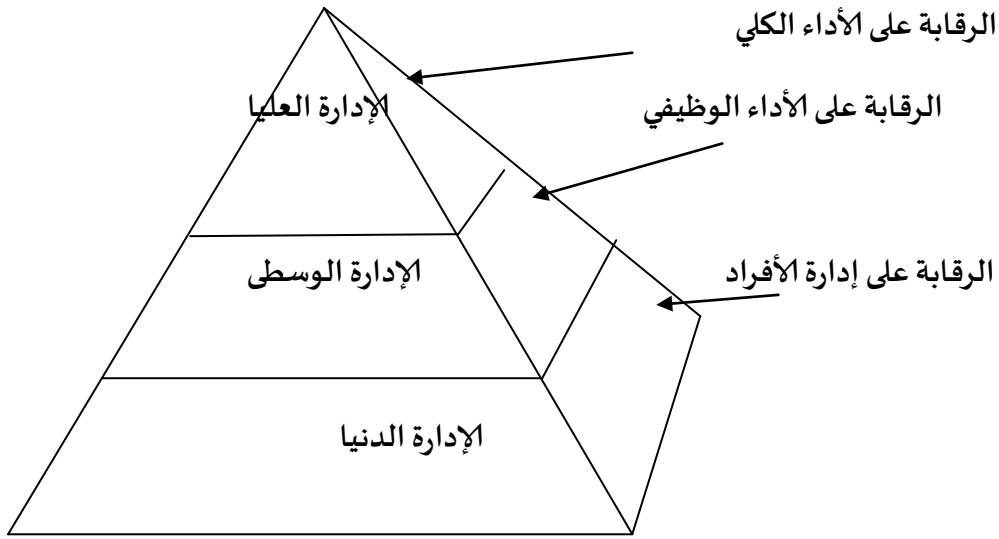 الرقابة على الأداء الكلي
الإدارة العليا
الرقابة على الأداء الوظيفي
الإدارة الوسطى
الرقابة على إدارة الأفراد
الإدارة الدنيا